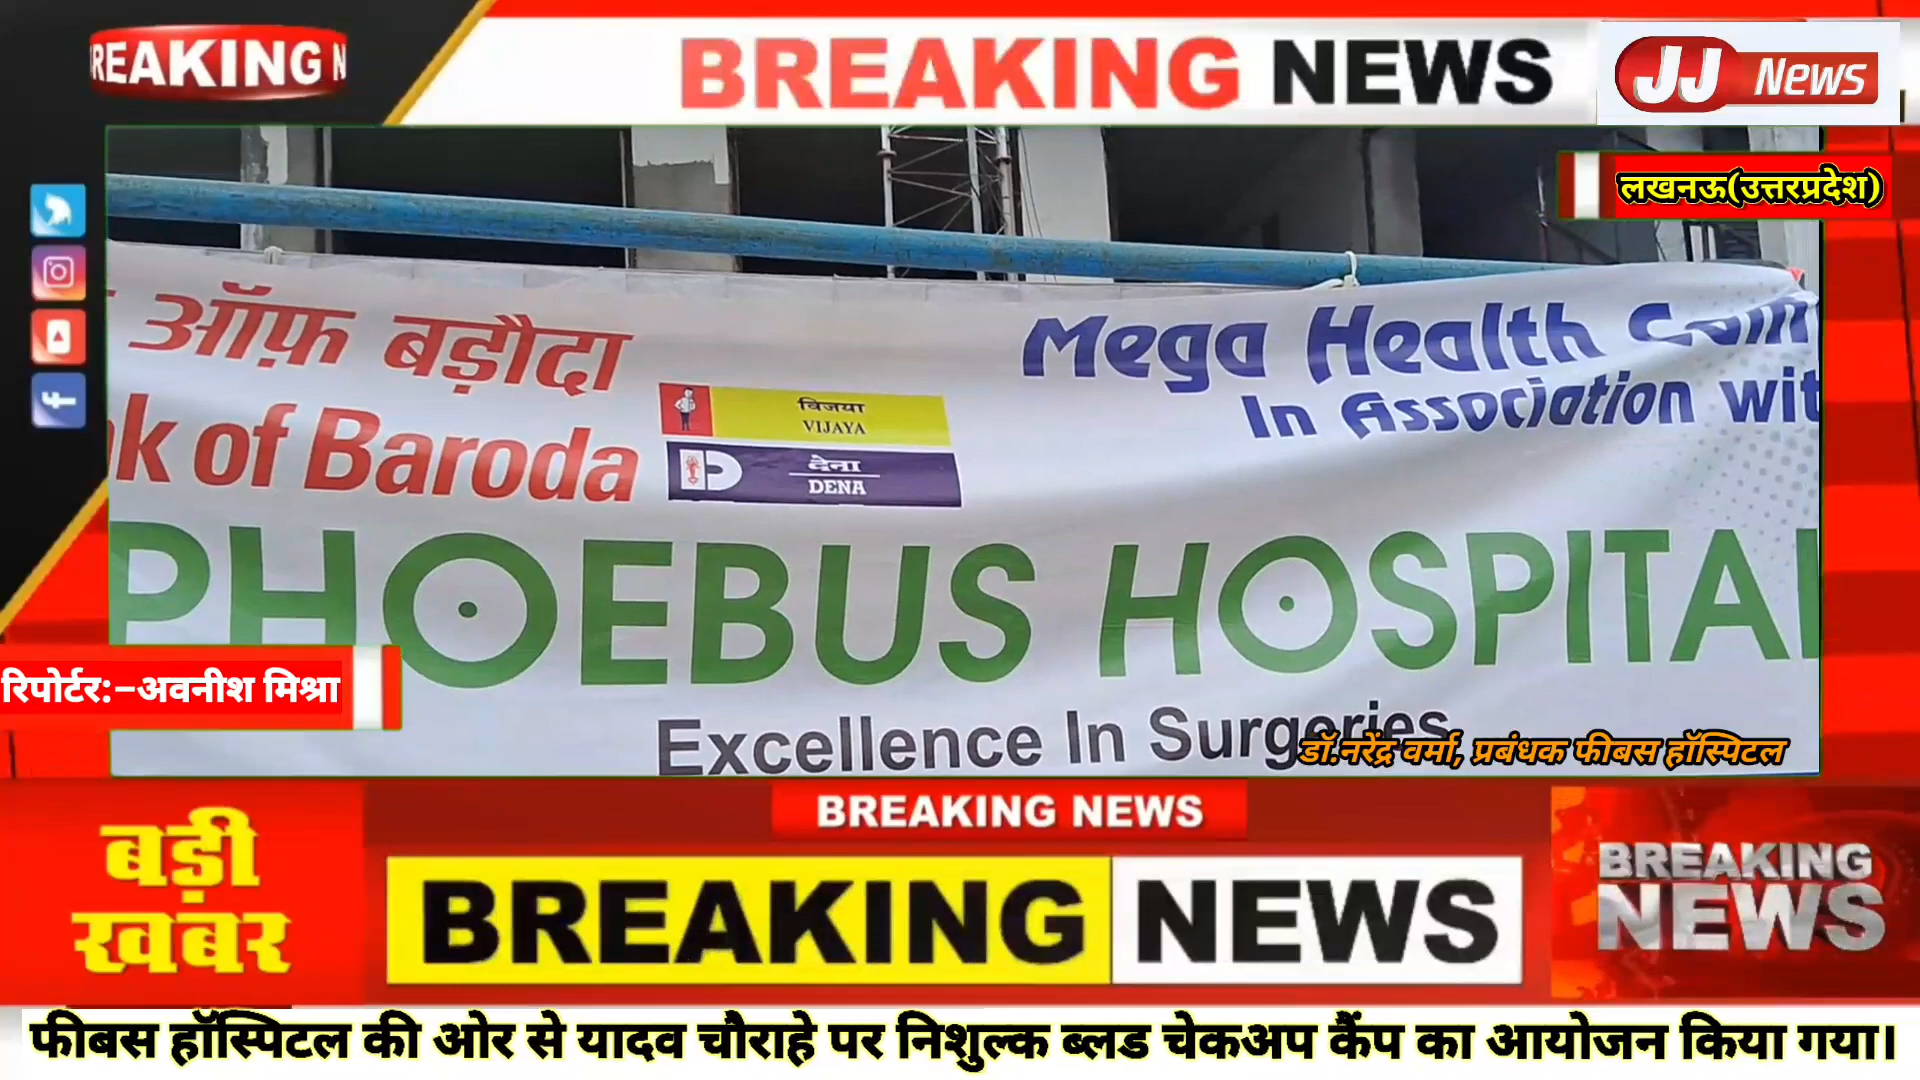 REAKING N
BREAKING NEWS
JJ News
लखनऊ(उत्तरप्रदेश)
ऑफ़ बड़ौदा
k of Baroda
विजया
VIJAYA
देना
DENA
Mega Health Cam
In Association wit
PHOEBUS HOSPITAL
Excellence In Surgeries
रिपोर्टर:-अवनीश मिश्रा
डॉ.नरेंद्र वर्मा, प्रबंधक फीबस हॉस्पिटल
BREAKING NEWS
बड़ी
खबर
BREAKING NEWS
BREAKING
NEWS
फीबस हॉस्पिटल की ओर से यादव चौराहे पर निशुल्क ब्लड चेकअप कैंप का आयोजन किया गया।